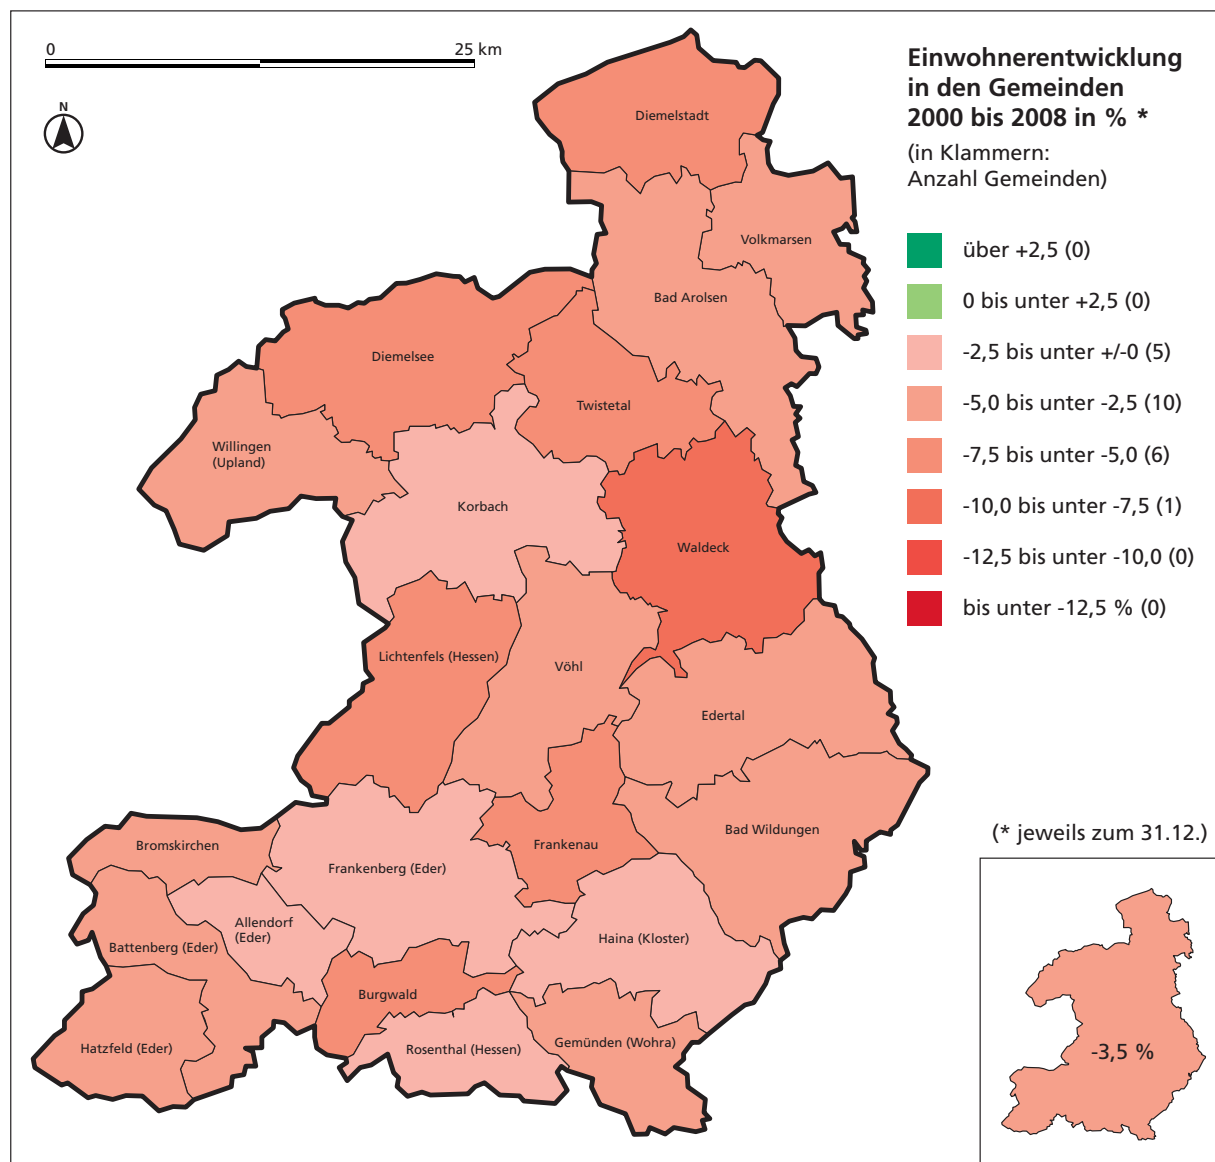 0
25 km
N
Einwohnerentwicklung
in den Gemeinden
2000 bis 2008 in % *
(in Klammern:
Anzahl Gemeinden)
über +2,5 (0)
0 bis unter +2,5 (0)
-2,5 bis unter +/-0 (5)
-5,0 bis unter -2,5 (10)
-7,5 bis unter -5,0 (6)
-10,0 bis unter -7,5 (1)
-12,5 bis unter -10,0 (0)
bis unter -12,5 % (0)
Diemelstadt
Volkmarsen
Bad Arolsen
Diemelsee
Twistetal
Willingen
(Upland)
Korbach
Waldeck
Lichtenfels (Hessen)
Vöhl
Edertal
Bad Wildungen
Bromskirchen
Frankenau
Frankenberg (Eder)
Allendorf
(Eder)
Haina (Kloster)
Battenberg (Eder)
Burgwald
Hatzfeld (Eder)
Rosenthal (Hessen)
Gemünden (Wohra)
(* jeweils zum 31.12.)
-3,5 %